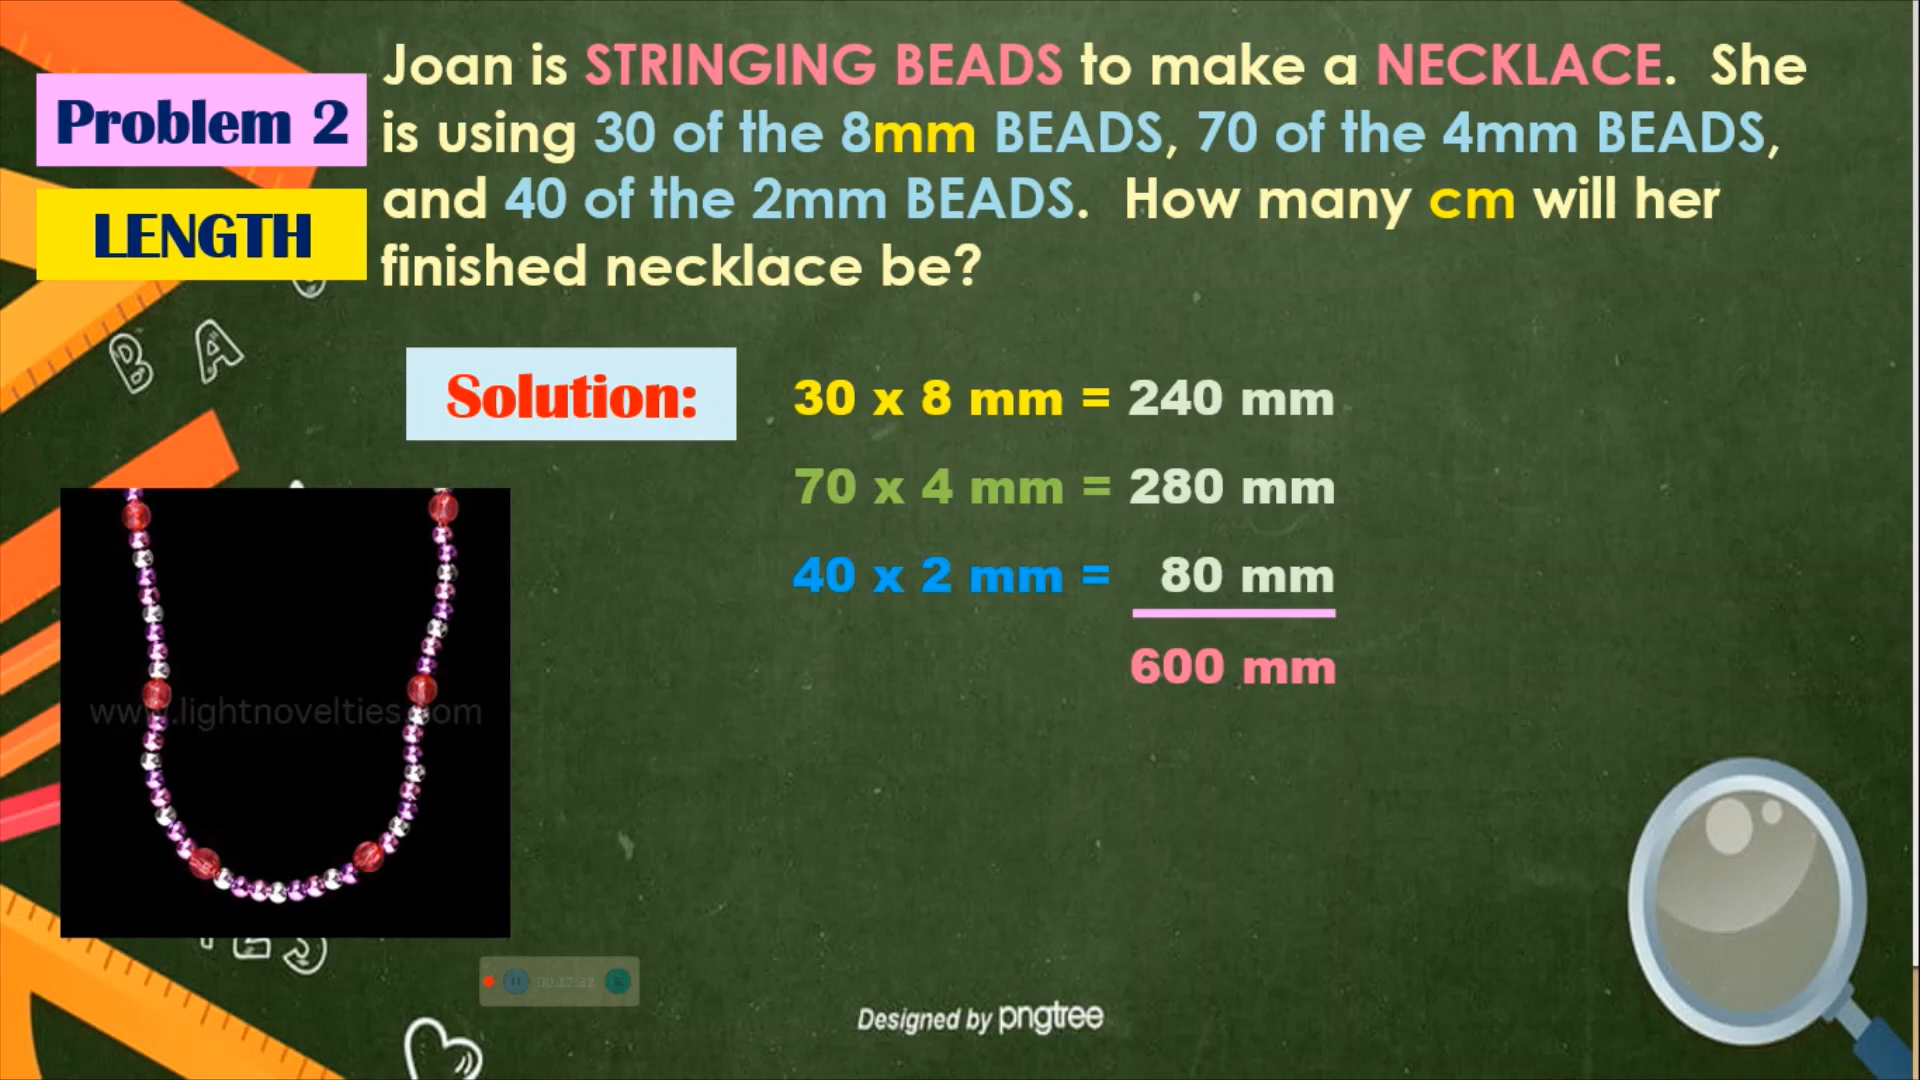 Problem 2
LENGTH
Joan is STRINGING BEADS to make a NECKLACE. She
is using 30 of the 8mm BEADS, 70 of the 4mm BEADS,
and 40 of the 2mm BEADS. How many cm will her
finished necklace be?
B A
Solution:
30 x 8 mm = 240 mm
70 x 4 mm = 280 mm
40 x 2 mm = 80 mm
600 mm
www.lightnovelties.com
Designed by pngtree